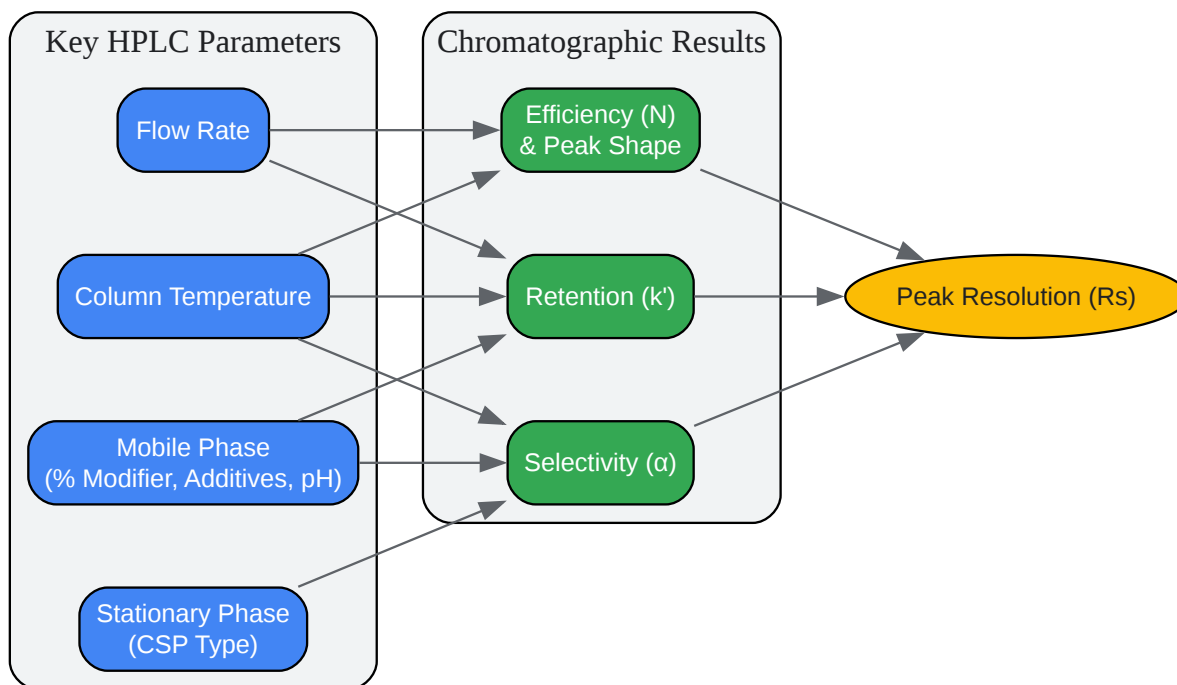 Key HPLC Parameters
Flow Rate
Column Temperature
Mobile Phase
(% Modifier, Additives, pH)
Stationary Phase
(CSP Type)
Chromatographic Results
Efficiency (N)
& Peak Shape
Retention (k')
Selectivity (α)
Peak Resolution (Rs)